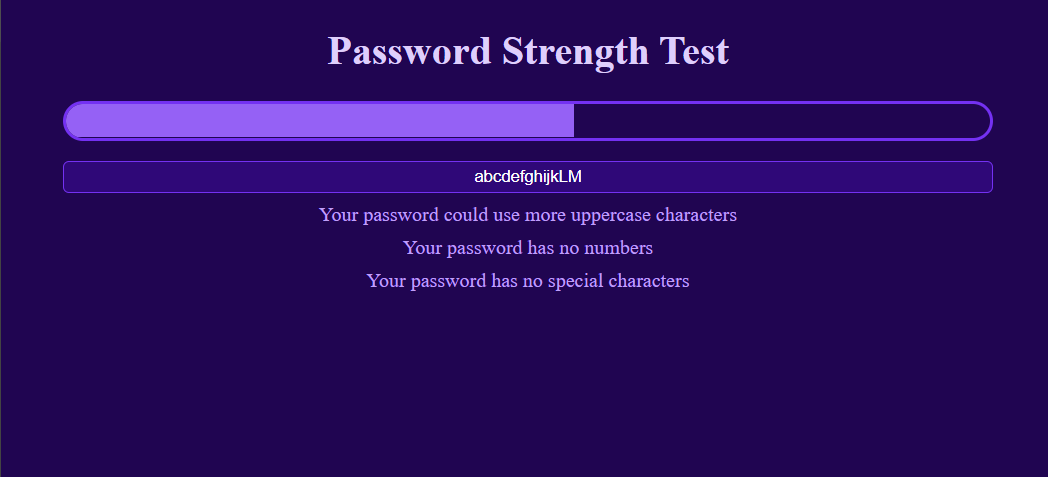 Password Strength Test
abcdefghijkLM
Your password could use more uppercase characters
Your password has no numbers
Your password has no special characters